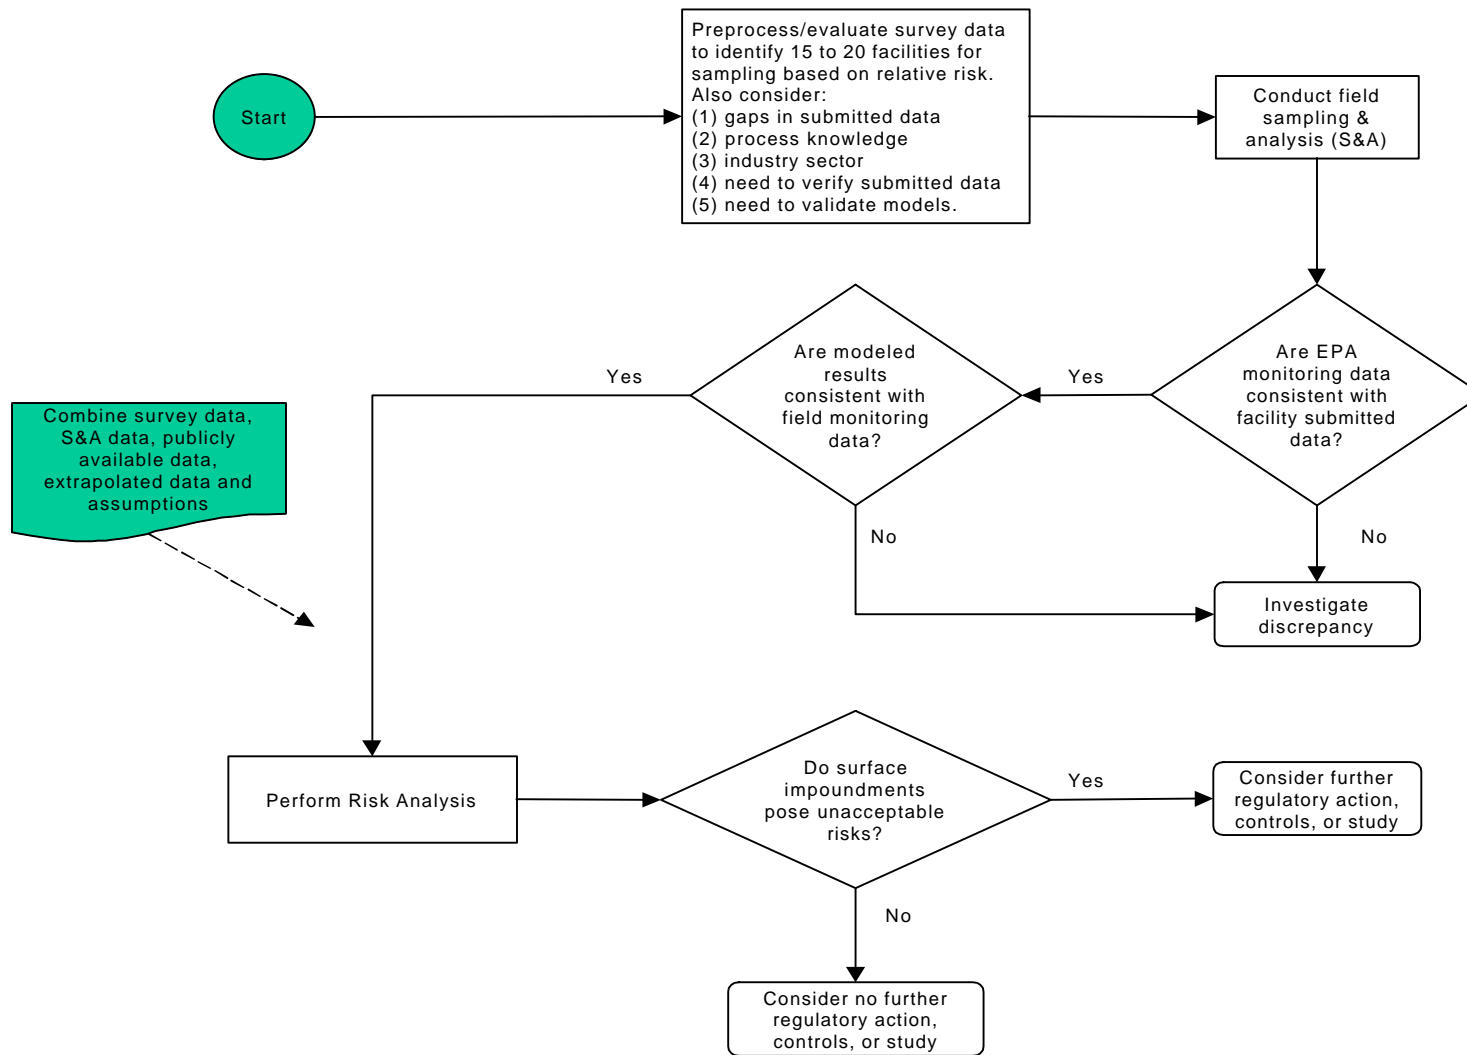 Start
Preprocess/evaluate survey data
to identify 15 to 20 facilities for
sampling based on relative risk.
Also consider:
(1) gaps in submitted data
(2) process knowledge
(3) industry sector
(4) need to verify submitted data
(5) need to validate models.
Conduct field
sampling &
analysis (S&A)
Are EPA
monitoring data
consistent with
facility submitted
data?
Yes
No
Are modeled
results
consistent with
field monitoring
data?
Yes
No
Investigate
discrepancy
Combine survey data,
S&A data, publicly
available data,
extrapolated data and
assumptions
Perform Risk Analysis
Do surface
impoundments
pose unacceptable
risks?
Yes
Consider further
regulatory action,
controls, or study
No
Consider no further
regulatory action,
controls, or study